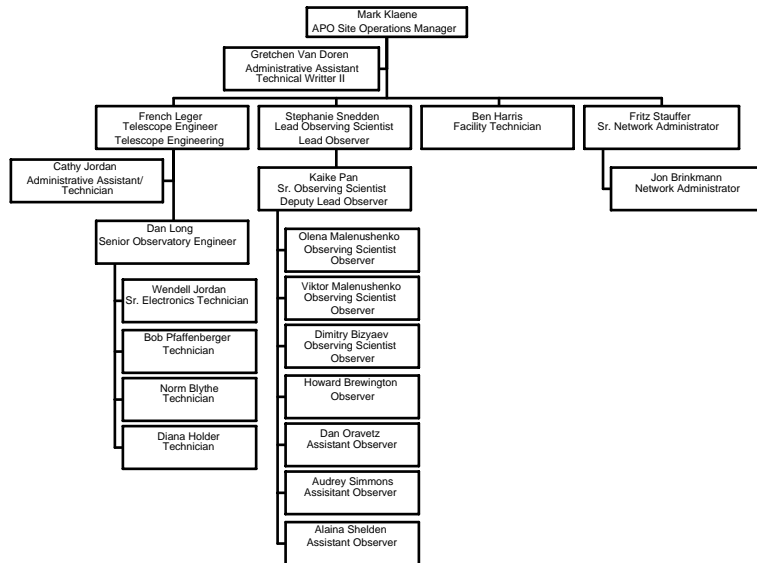 Mark Klaene
APO Site Operations Manager
Gretchen Van Doren
Administrative Assistant
Technical Writter II
French Leger
Telescope Engineer
Telescope Engineering
Stephanie Snedden
Lead Observing Scientist
Lead Observer
Ben Harris
Facility Technician
Fritz Stauffer
Sr. Network Administrator
Cathy Jordan
Administrative Assistant/
Technician
Kaike Pan
Sr. Observing Scientist
Deputy Lead Observer
Jon Brinkmann
Network Administrator
Dan Long
Senior Observatory Engineer
Wendell Jordan
Sr. Electronics Technician
Bob Pfaffenberger
Technician
Norm Blythe
Technician
Diana Holder
Technician
Olena Malenushenko
Observing Scientist
Observer
Viktor Malenushenko
Observing Scientist
Observer
Dimitry Bizyaev
Observing Scientist
Observer
Howard Brewington
Observer
Dan Oravetz
Assistant Observer
Audrey Simmons
Assisitant Observer
Alaina Shelden
Assistant Observer